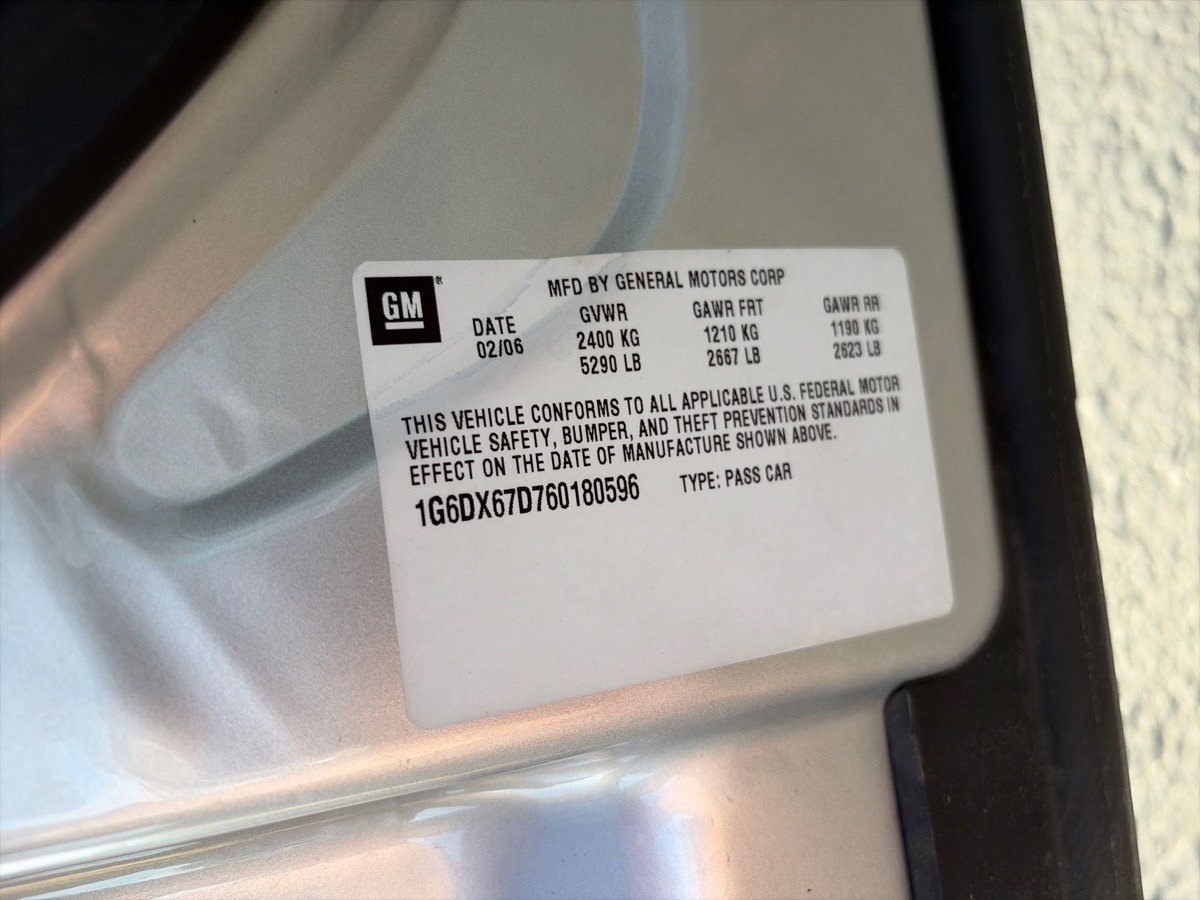 GM®
MFD BY GENERAL MOTORS CORP
DATE GVWR GAWR FRT GAWR RR
02/06 2400 KG 1210 KG 1190 KG
5290 LB 2667 LB 2623 LB
THIS VEHICLE CONFORMS TO ALL APPLICABLE U.S. FEDERAL MOTOR
VEHICLE SAFETY, BUMPER, AND THEFT PREVENTION STANDARDS IN
EFFECT ON THE DATE OF MANUFACTURE SHOWN ABOVE.
1G6DX67D760180596 TYPE: PASS CAR